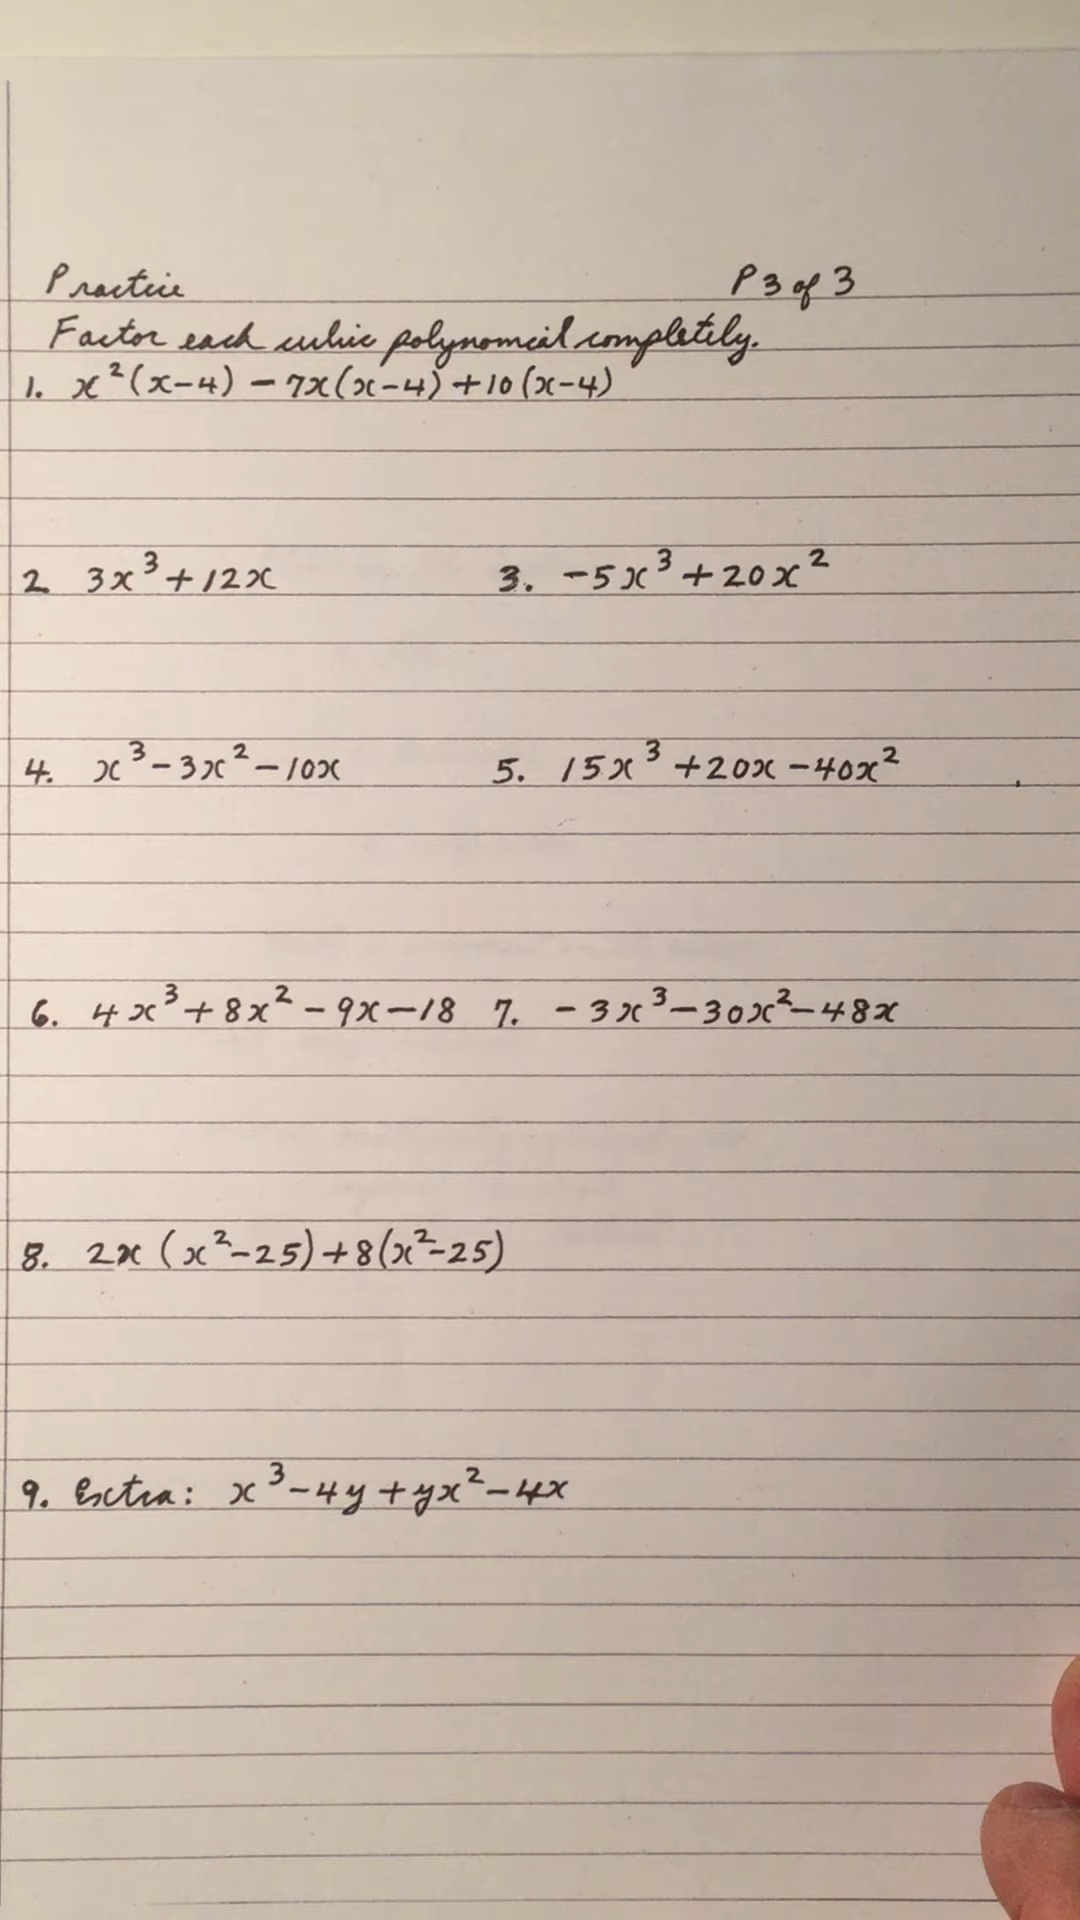 Practice P 3 of 3
Factor each cubic polynomial completely.
1. x²(x-4) - 7x(x-4) + 10(x-4)
2 3x³ + 12x 3. -5x³ + 20x²
4. x³ - 3x² - 10x 5. 15x³ + 20x - 40x²
6. 4x³ + 8x² - 9x - 18 7. -3x³ - 30x² - 48x
8. 2x (x² - 25) + 8(x² - 25)
9. Extra: x³ - 4y + yx² - 4x